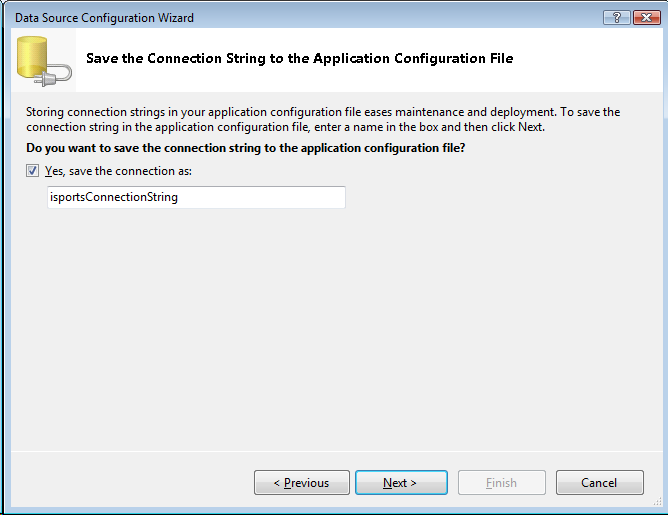 Data Source Configuration Wizard
?
Save the Connection String to the Application Configuration File
Storing connection strings in your application configuration file eases maintenance and deployment. To save the
connection string in the application configuration file, enter a name in the box and then click Next.
Do you want to save the connection string to the application configuration file?
Yes, save the connection as:
isportsConnectionString
< Previous
Next >
Finish
Cancel